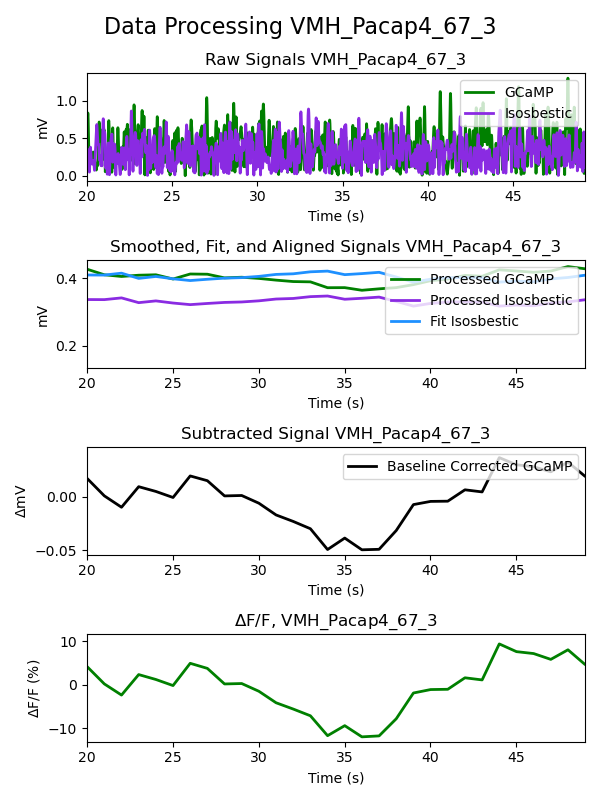 Data Processing VMH_Pacap4_67_3
Raw Signals VMH_Pacap4_67_3
1.0
0.5
0.0
mV
GCaMP
Isosbestic
20 25 30 35 40 45
Time (s)
Smoothed, Fit, and Aligned Signals VMH_Pacap4_67_3
0.4
0.2
mV
Processed GCaMP
Processed Isosbestic
Fit Isosbestic
20 25 30 35 40 45
Time (s)
Subtracted Signal VMH_Pacap4_67_3
0.00
−0.05
ΔmV
Baseline Corrected GCaMP
20 25 30 35 40 45
Time (s)
ΔF/F, VMH_Pacap4_67_3
10
0
−10
ΔF/F (%)
20 25 30 35 40 45
Time (s)